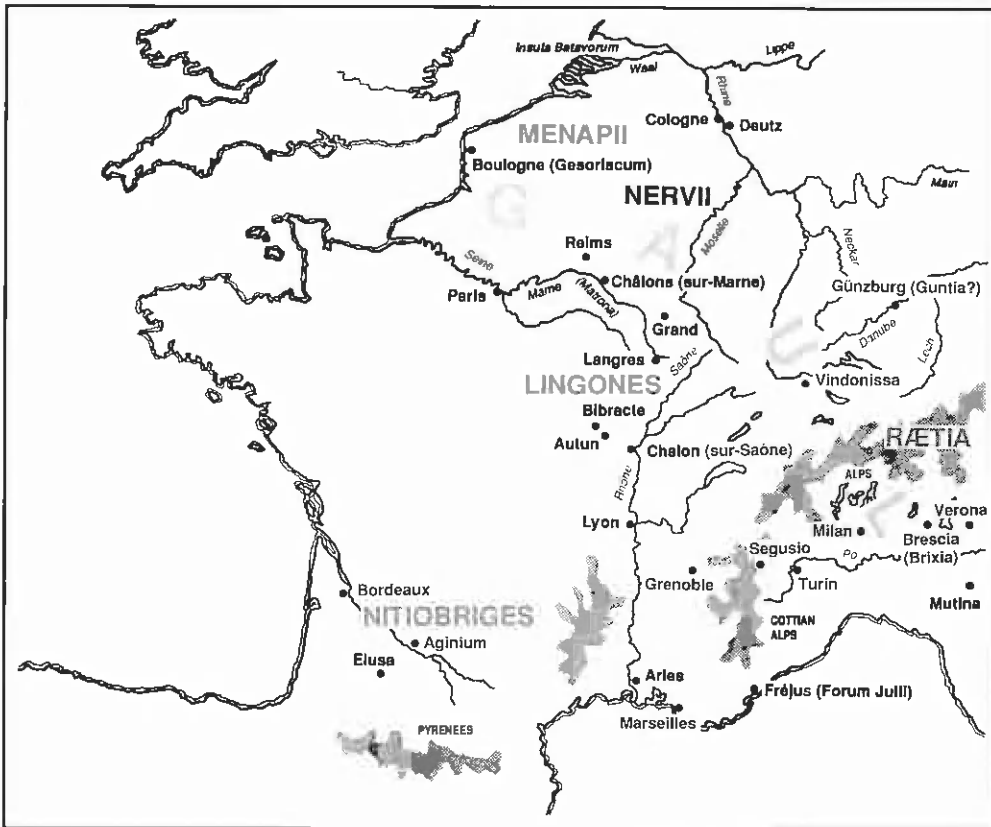 Insula Batavorum
Waal
Lippe
Rhine
Cologne
Deutz
MENAPII
Boulogne (Gesoriscum)
NERVII
Main
G
A
U
L
Moselle
Neckar
Reims
Seine
Châlons (sur-Marne)
Günzburg (Guntia?)
Paris
Marne
(Matrona)
Grand
Danube
Lech
Langres
Saône
LINGONES
Vindonissa
Bibracte
Autun
Chalon (sur-Saône)
RÆTIA
ALPS
Rhone
Lyon
Milan
Verona
Brescia
(Brixia)
Segusio
Po
Grenoble
Turin
Mutina
Bordeaux
NITIOBRIGES
COTTIAN
ALPS
Aginium
Elusa
Arles
Fréjus (Forum Julii)
Marseilles
PYRENEES